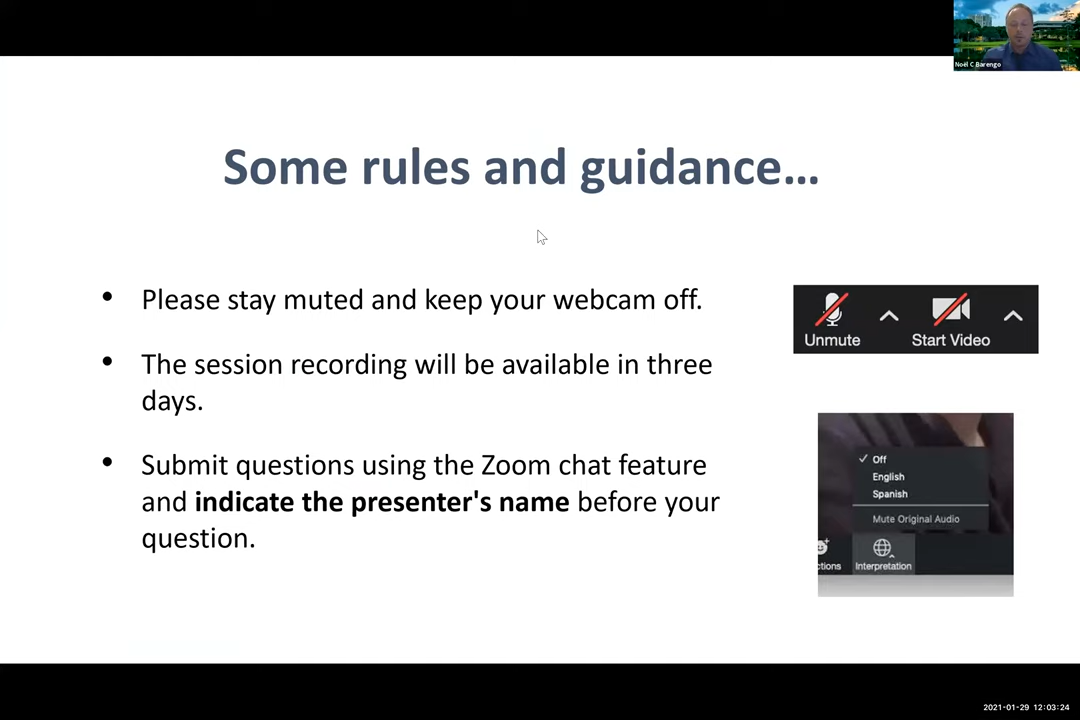 Noël C Barengo
Some rules and guidance...
• Please stay muted and keep your webcam off.
• The session recording will be available in three
days.
• Submit questions using the Zoom chat feature
and indicate the presenter's name before your
question.
Unmute
Start Video
Off
English
Spanish
Mute Original Audio
ctions
Interpretation
2021-01-29 12:03:24